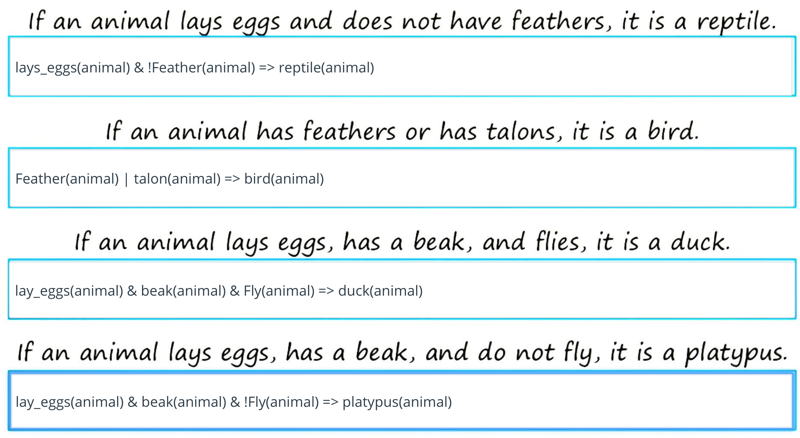 If an animal lays eggs and does not have feathers, it is a reptile.
lays_eggs(animal) & !Feather(animal) => reptile(animal)
If an animal has feathers or has talons, it is a bird.
Feather(animal) | talon(animal) => bird(animal)
If an animal lays eggs, has a beak, and flies, it is a duck.
lay_eggs(animal) & beak(animal) & Fly(animal) => duck(animal)
If an animal lays eggs, has a beak, and do not fly, it is a platypus.
lay_eggs(animal) & beak(animal) & !Fly(animal) => platypus(animal)